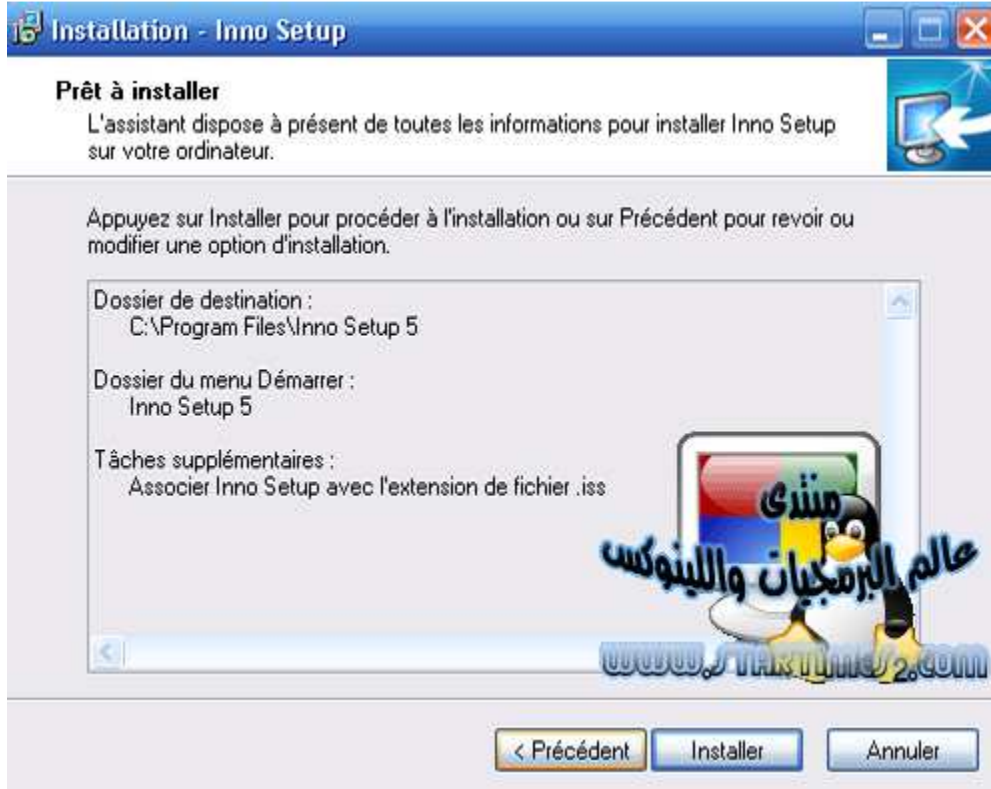 Installation - Inno Setup
Prêt à installer
L'assistant dispose à présent de toutes les informations pour installer Inno Setup
sur votre ordinateur.
Appuyez sur Installer pour procéder à l'installation ou sur Précédent pour revoir ou
modifier une option d'installation.
Dossier de destination :
C:\Program Files\Inno Setup 5
Dossier du menu Démarrer :
Inno Setup 5
Tâches supplémentaires :
Associer Inno Setup avec l'extension de fichier .iss
منتدى
عالم البرمجيات واللينوكس
www.STARTimes2.com
< Précédent
Installer
Annuler